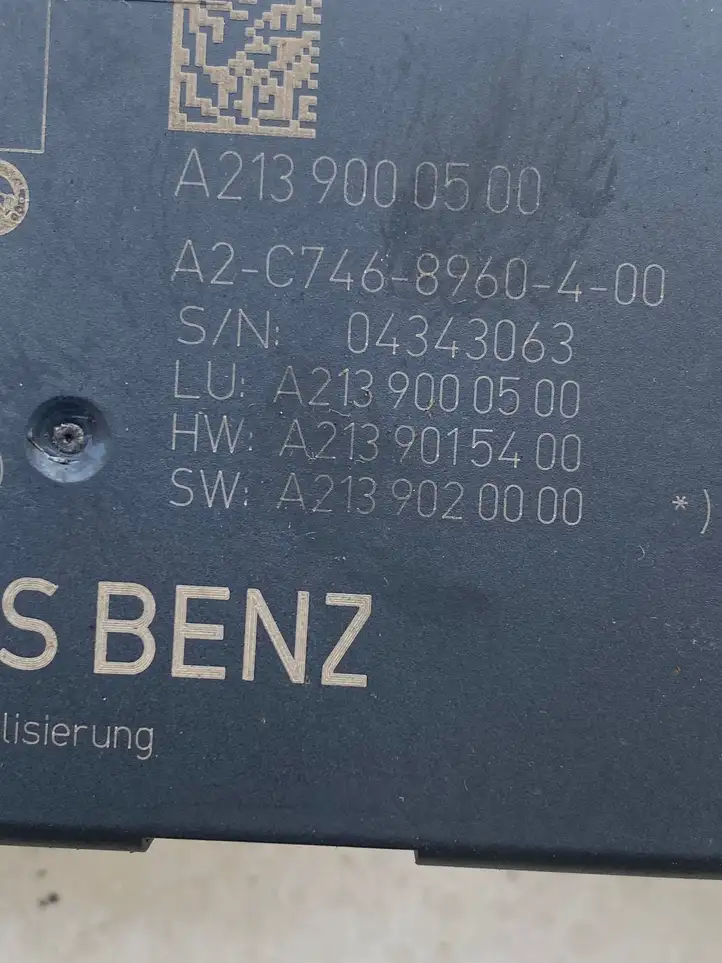 A213 900 05 00
A2-C746-8960-4-00
S/N: 04343063
LU: A213 900 05 00
HW: A213 901 54 00
SW: A213 902 00 00 *)
)
S BENZ
lisierung